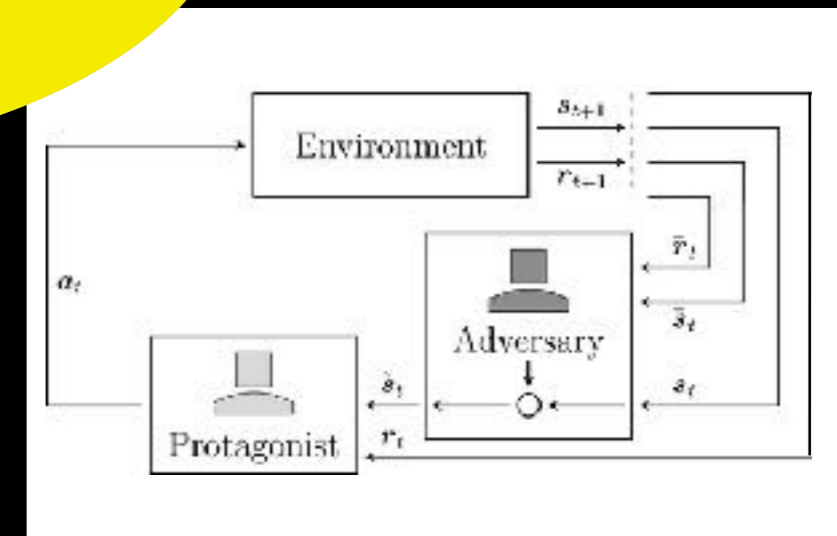 s_{t+1}
Environment
r_{t+1}
r̄_t
a_t
s̄_t
Adversary
ŝ_t
s_t
r_t
Protagonist